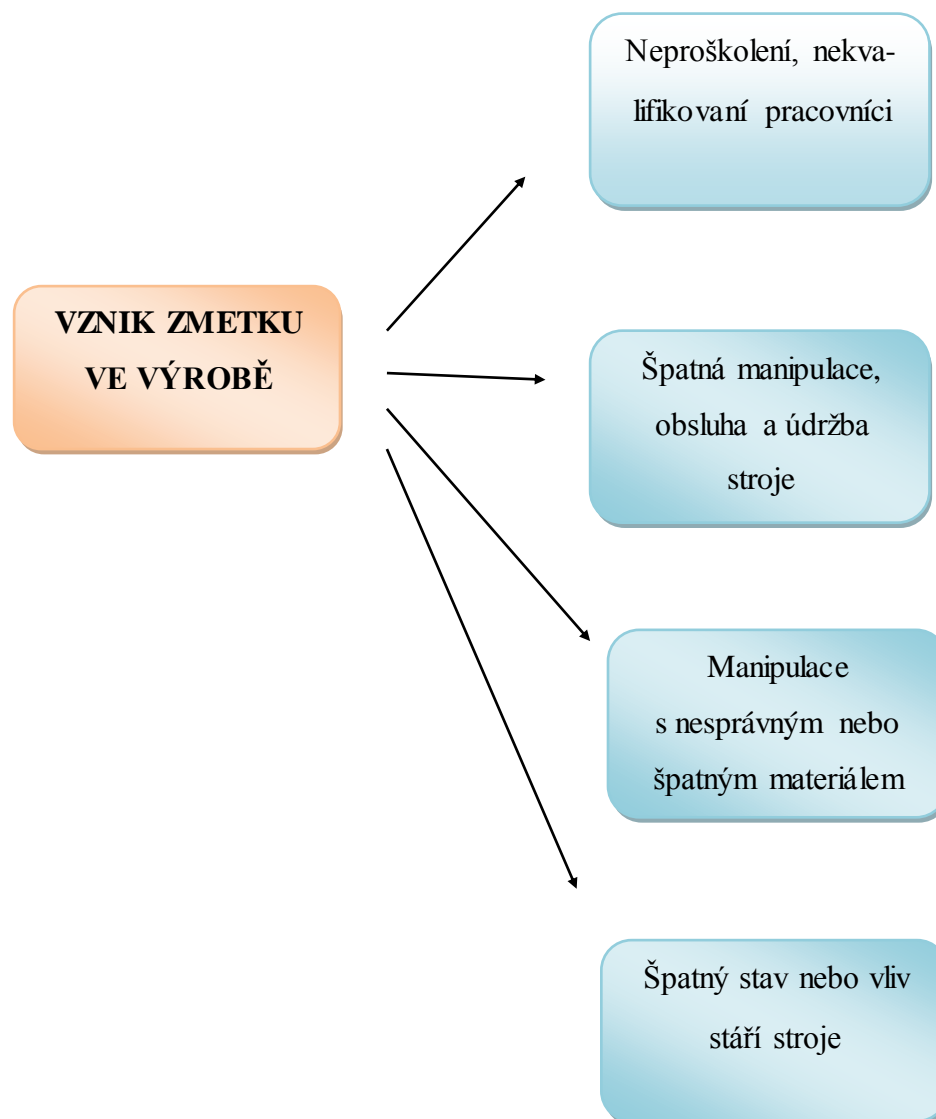 Neproškolení, nekva-
lifikovaní pracovníci
VZNIK ZMETKU
VE VÝROBĚ
Špatná manipulace,
obsluha a údržba
stroje
Manipulace
s nesprávným nebo
špatným materiálem
Špatný stav nebo vliv
stáří stroje